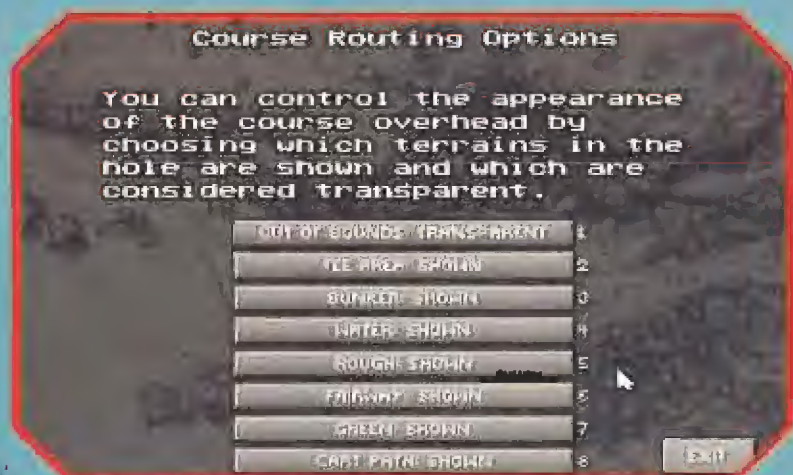 Course Routing Options
You can control the appearance
of the course overhead by
choosing which terrains in the
hole are shown and which are
considered transparent.
OUT OF BOUNDS: TRANSPARENT 1
TEE AREA: SHOWN 2
BUNKER: SHOWN 3
WATER: SHOWN 4
ROUGH: SHOWN 5
FAIRWAY: SHOWN 6
GREEN: SHOWN 7
CART PATH: SHOWN 8
EXIT